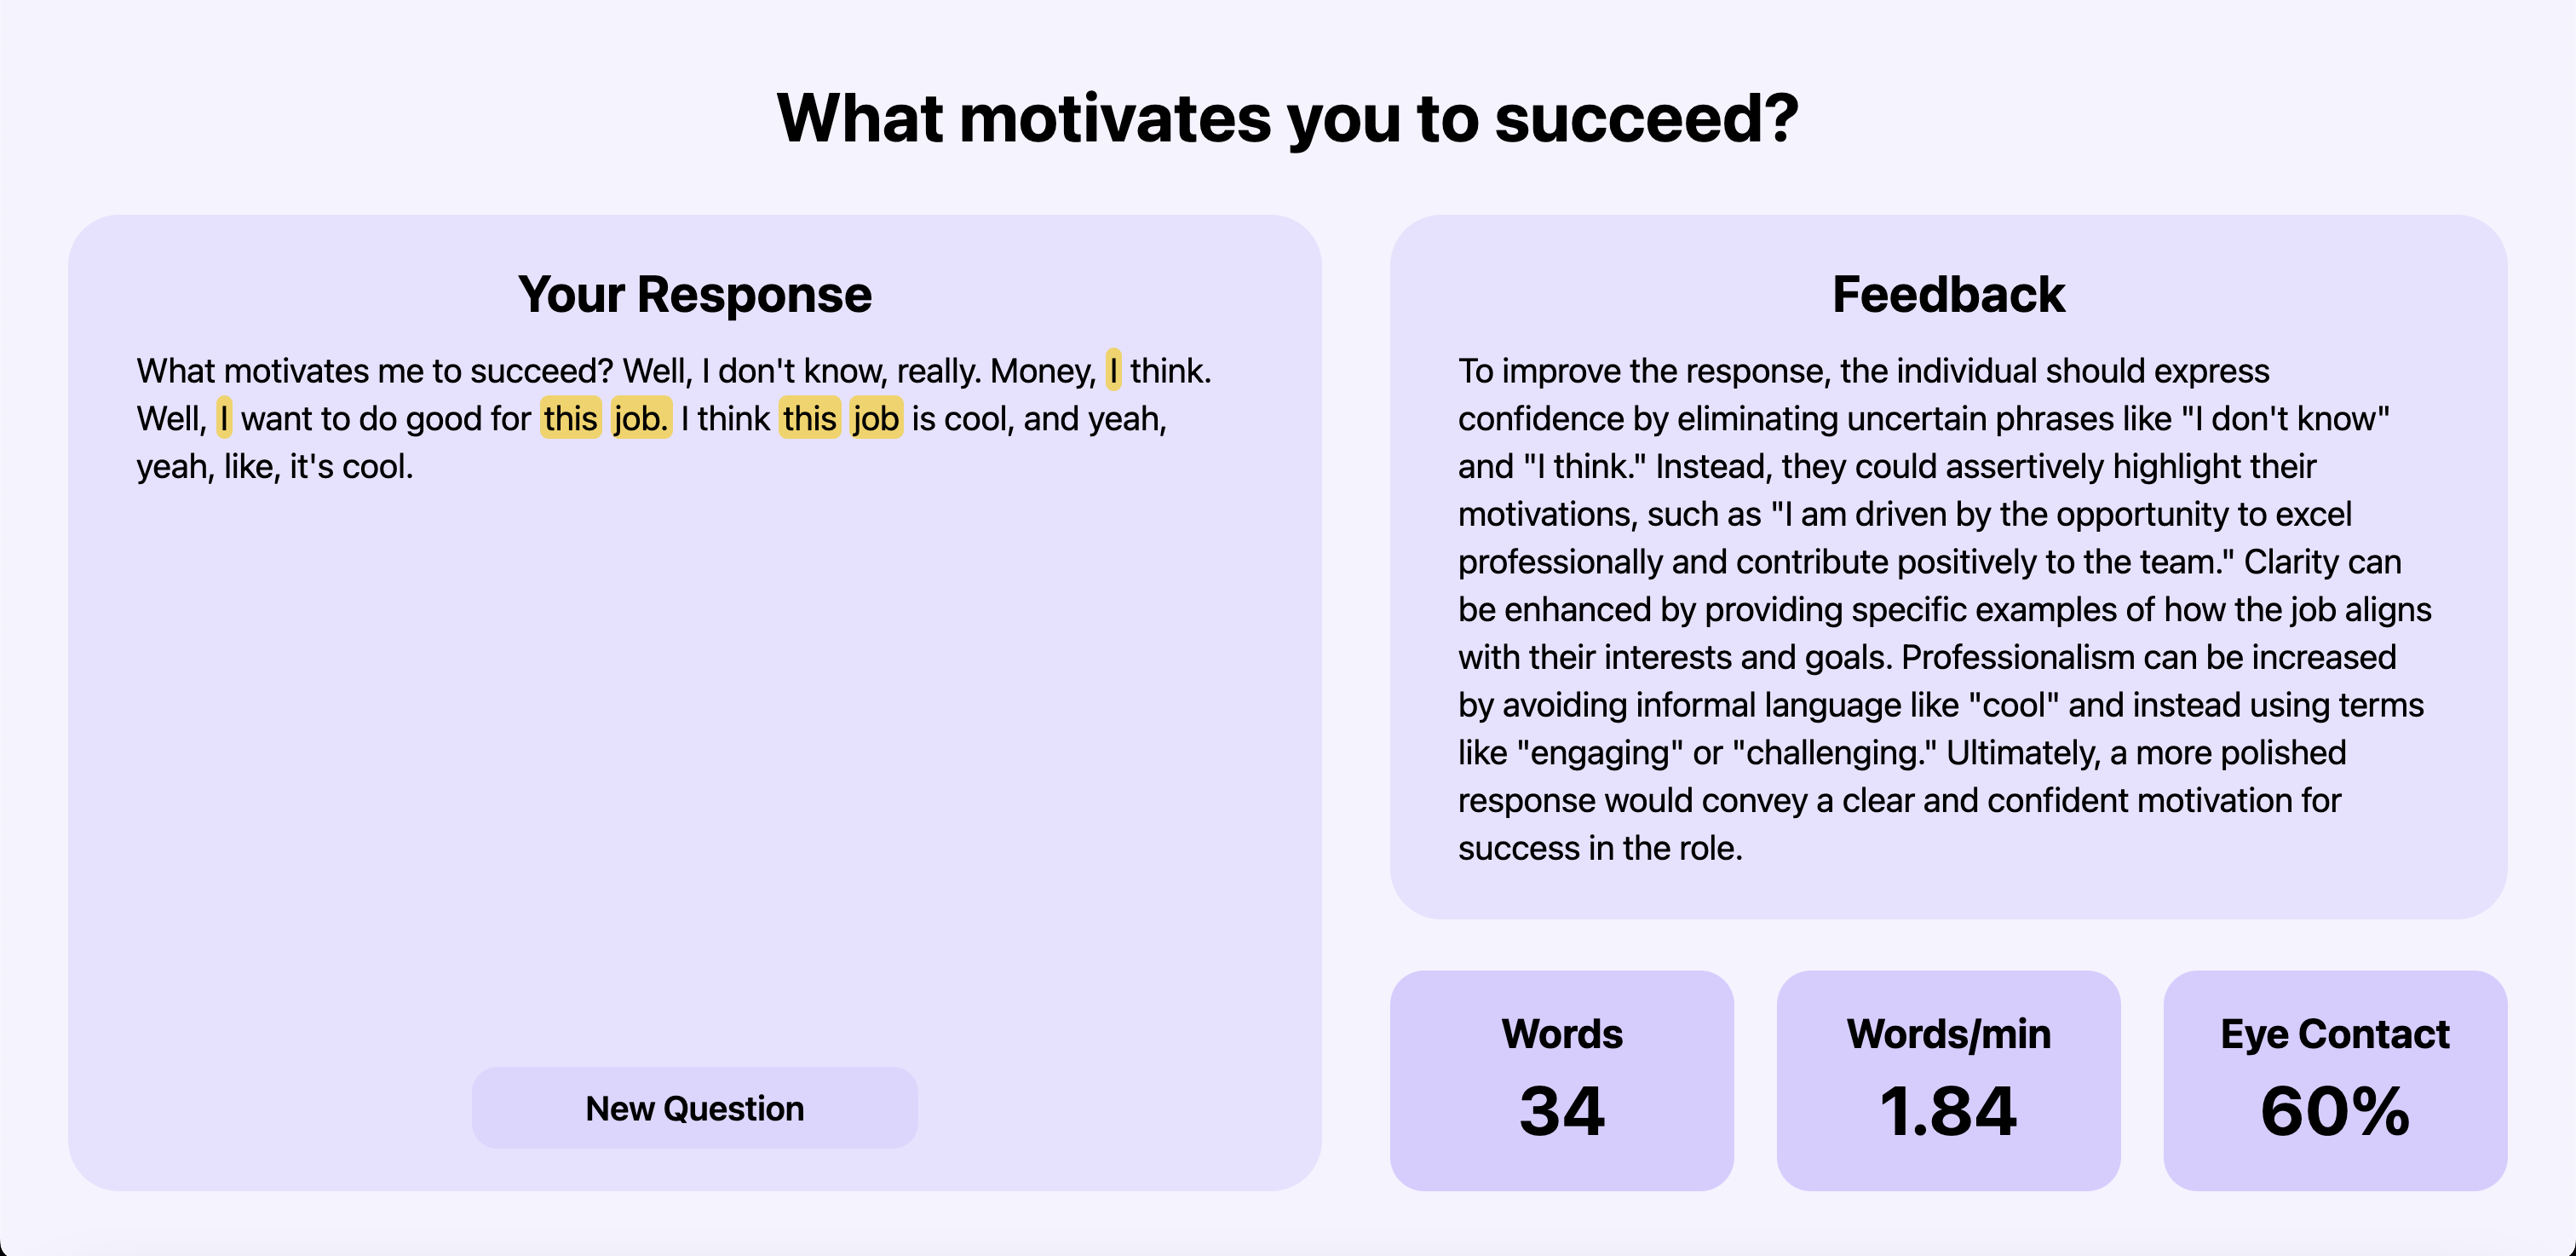 What motivates you to succeed?
Your Response
What motivates me to succeed? Well, I don't know, really. Money, I think.
Well, I want to do good for this job. I think this job is cool, and yeah,
yeah, like, it's cool.
New Question
Feedback
To improve the response, the individual should express
confidence by eliminating uncertain phrases like "I don't know"
and "I think." Instead, they could assertively highlight their
motivations, such as "I am driven by the opportunity to excel
professionally and contribute positively to the team." Clarity can
be enhanced by providing specific examples of how the job aligns
with their interests and goals. Professionalism can be increased
by avoiding informal language like "cool" and instead using terms
like "engaging" or "challenging." Ultimately, a more polished
response would convey a clear and confident motivation for
success in the role.
Words
34
Words/min
1.84
Eye Contact
60%